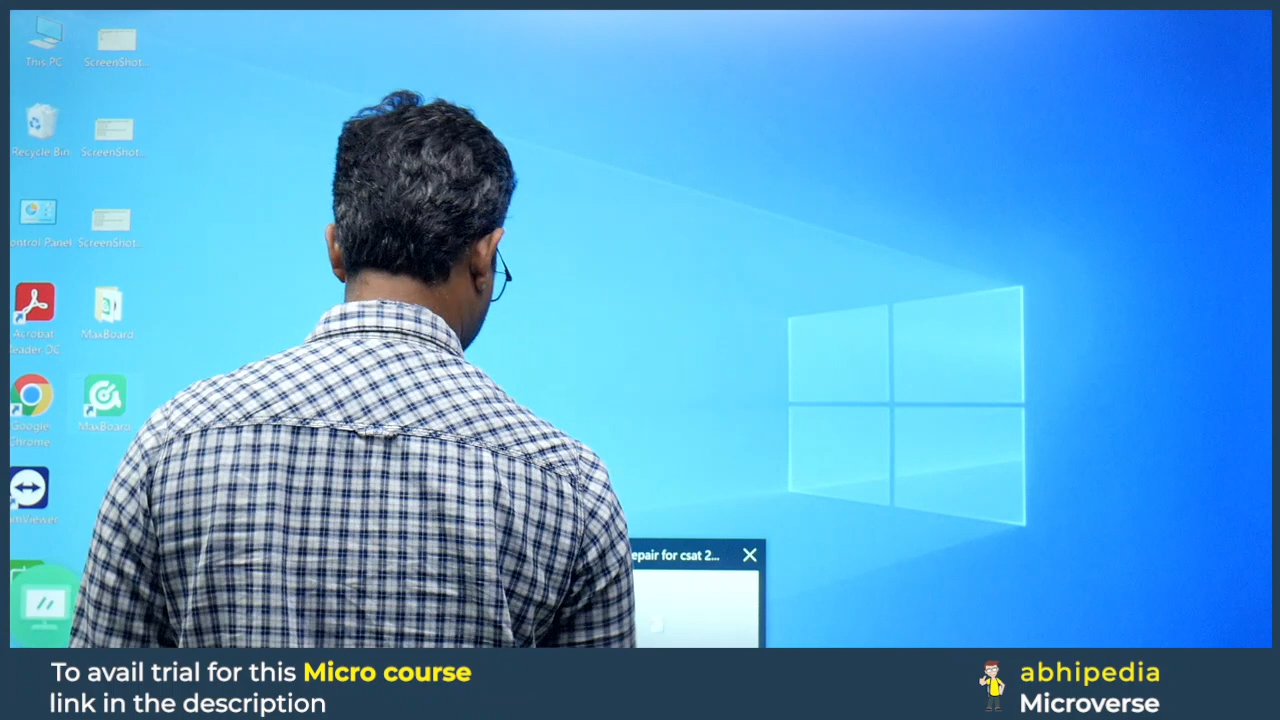 This PC
ScreenShot...
Recycle Bin
ScreenShot...
ontrol Panel
ScreenShot...
Acrobat
eader DC
MaxBoard
Google
Chrome
MaxBoard
mViewer
epair for csat 2...
To avail trial for this Micro course
link in the description
abhipedia
Microverse